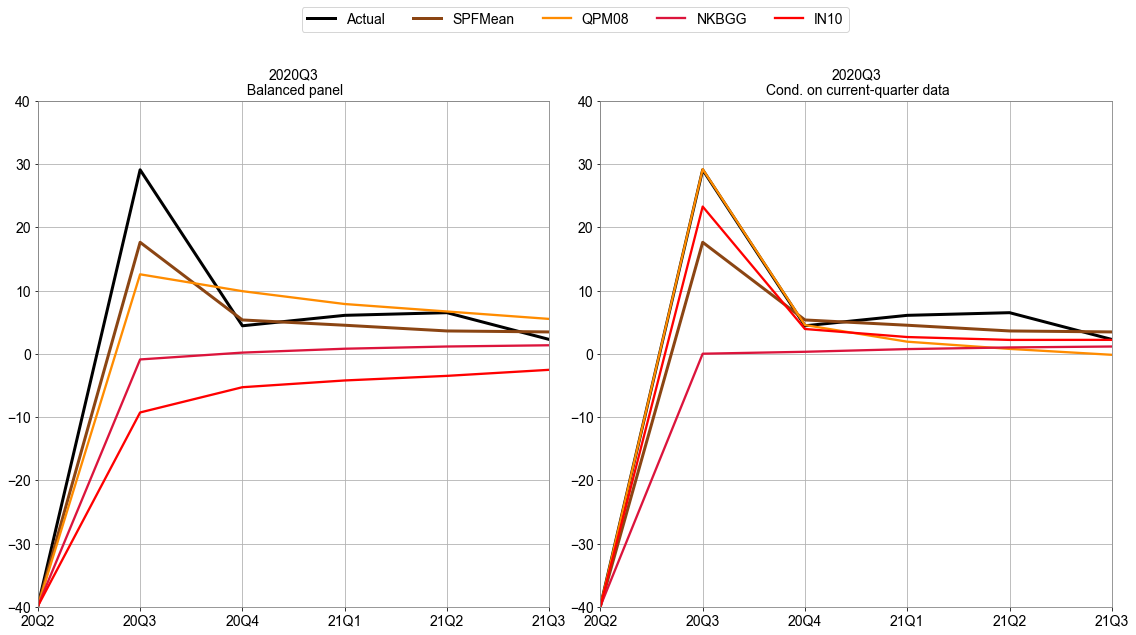 Actual SPFMean QPM08 NKBGG IN10
2020Q3
Balanced panel
40
30
20
10
0
−10
−20
−30
−40
20Q2 20Q3 20Q4 21Q1 21Q2 21Q3
2020Q3
Cond. on current-quarter data
40
30
20
10
0
−10
−20
−30
−40
20Q2 20Q3 20Q4 21Q1 21Q2 21Q3